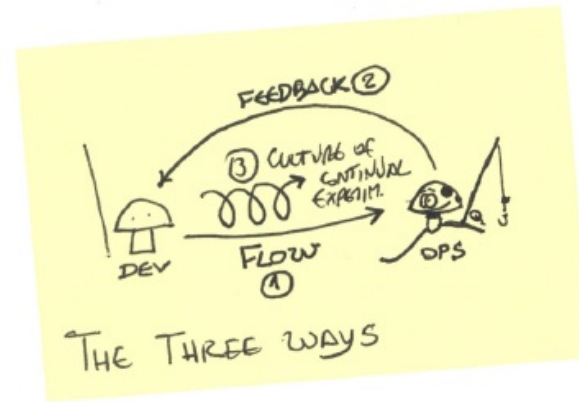 FEEDBACK ②
③ CULTURE OF
CONTINUAL
EXPERIM.
DEV
FLOW
①
OPS
THE THREE WAYS